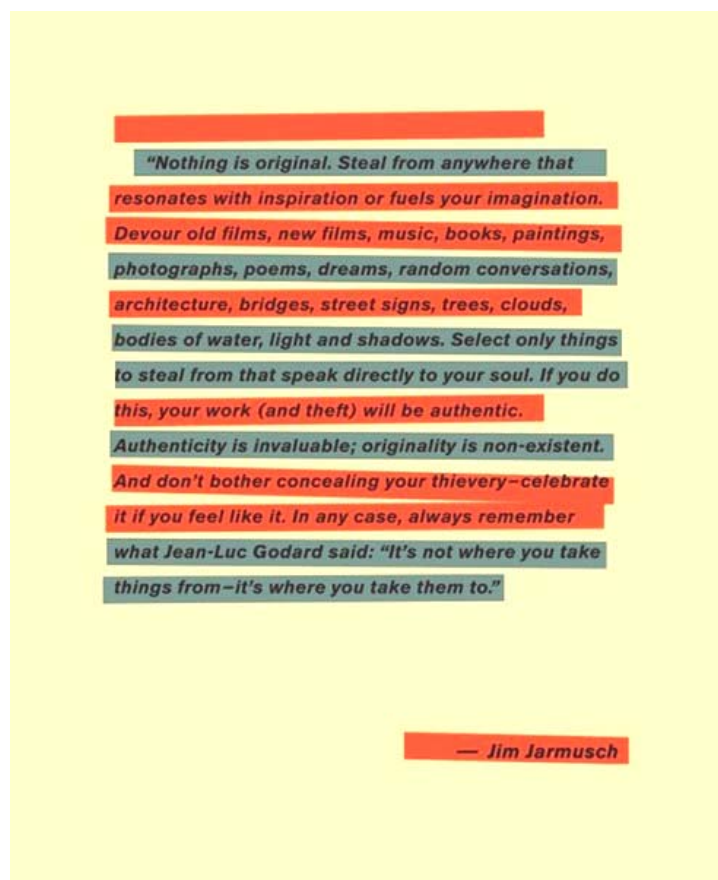 “Nothing is original. Steal from anywhere that
resonates with inspiration or fuels your imagination.
Devour old films, new films, music, books, paintings,
photographs, poems, dreams, random conversations,
architecture, bridges, street signs, trees, clouds,
bodies of water, light and shadows. Select only things
to steal from that speak directly to your soul. If you do
this, your work (and theft) will be authentic.
Authenticity is invaluable; originality is non-existent.
And don’t bother concealing your thievery–celebrate
it if you feel like it. In any case, always remember
what Jean-Luc Godard said: “It’s not where you take
things from–it’s where you take them to.”
— Jim Jarmusch